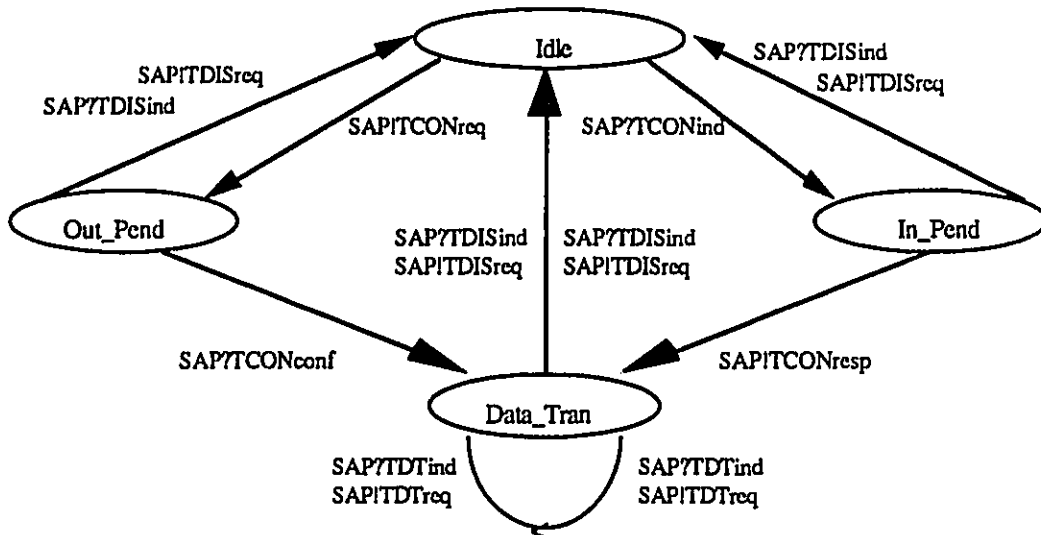 Idle
SAP!TDISreq
SAP?TDISind
SAP?TDISind
SAP!TDISreq
SAP!TCONreq
SAP?TCONind
Out_Pend
In_Pend
SAP?TDISind
SAP!TDISreq
SAP?TDISind
SAP!TDISreq
SAP?TCONconf
SAP!TCONresp
Data_Tran
SAP?TDTind
SAP!TDTreq
SAP?TDTind
SAP!TDTreq